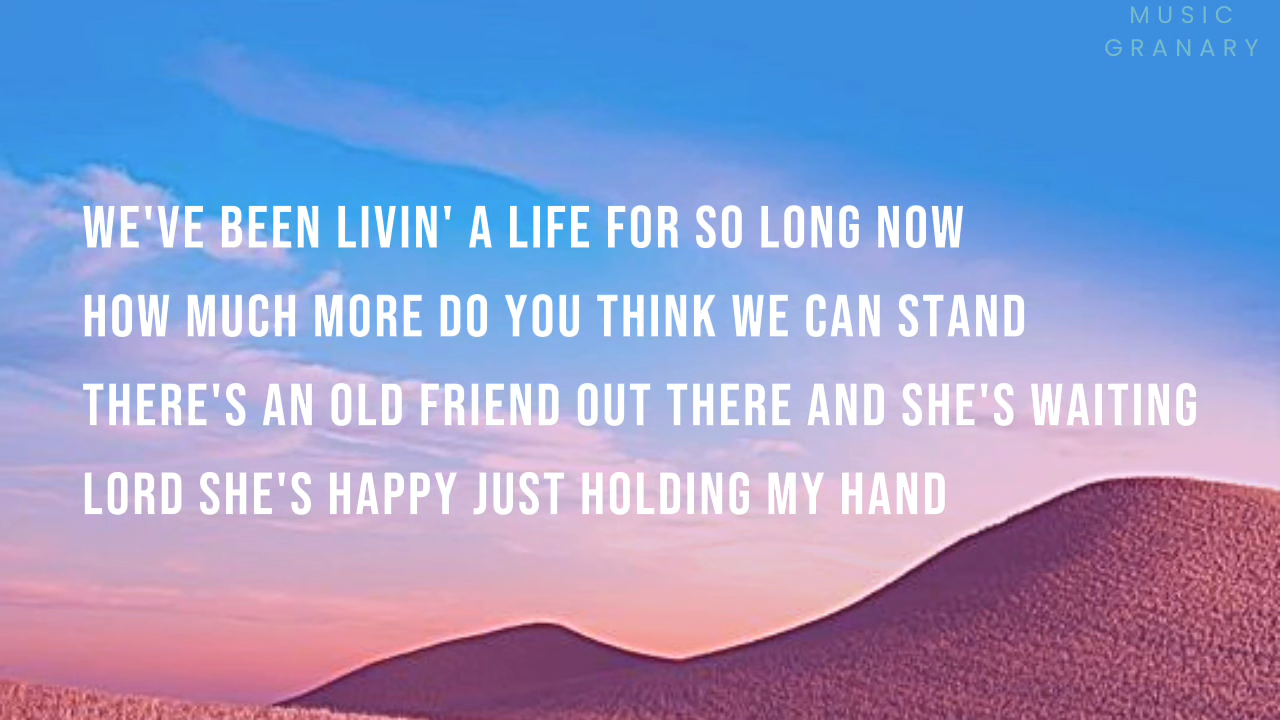 MUSIC
GRANARY
WE'VE BEEN LIVIN' A LIFE FOR SO LONG NOW
HOW MUCH MORE DO YOU THINK WE CAN STAND
THERE'S AN OLD FRIEND OUT THERE AND SHE'S WAITING
LORD SHE'S HAPPY JUST HOLDING MY HAND